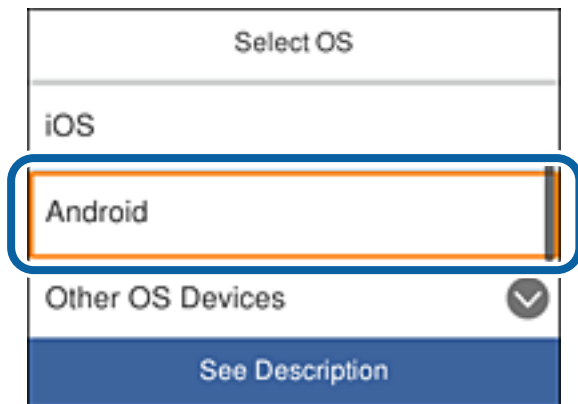 Select OS
iOS
Android
Other OS Devices
See Description